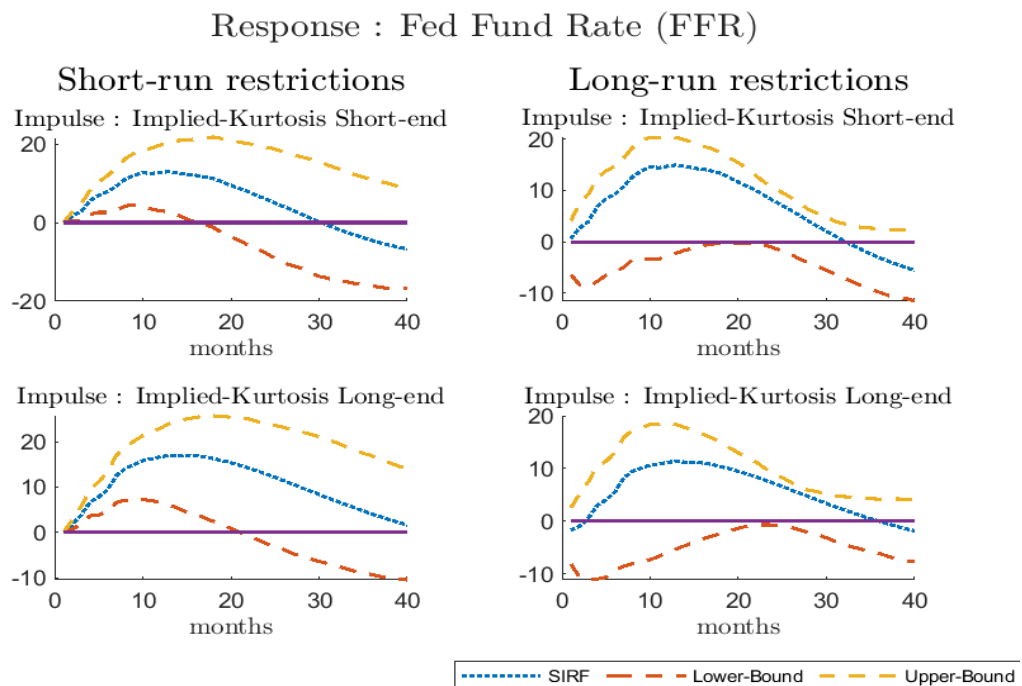 Response : Fed Fund Rate (FFR)
Short-run restrictions
Long-run restrictions
Impulse : Implied-Kurtosis Short-end
20
0
-20
0 10 20 30 40
months
Impulse : Implied-Kurtosis Short-end
20
10
0
-10
0 10 20 30 40
months
Impulse : Implied-Kurtosis Long-end
20
10
0
-10
0 10 20 30 40
months
Impulse : Implied-Kurtosis Long-end
20
10
0
-10
0 10 20 30 40
months
SIRF Lower-Bound Upper-Bound